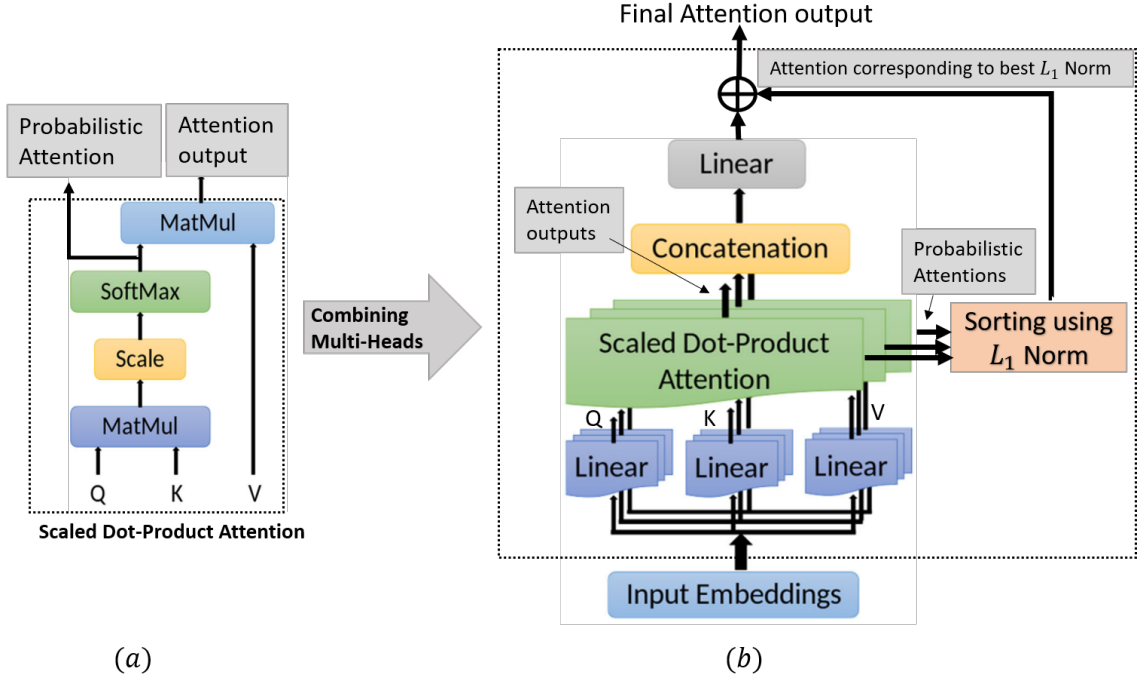 Probabilistic
Attention
Attention
output
MatMul
SoftMax
Scale
MatMul
Q
K
V
Scaled Dot-Product Attention
(a)
Combining
Multi-Heads
Final Attention output
Attention corresponding to best L₁ Norm
Linear
Attention
outputs
Concatenation
Probabilistic
Attentions
Scaled Dot-Product
Attention
Sorting using
L₁ Norm
Q
K
V
Linear
Linear
Linear
Input Embeddings
(b)